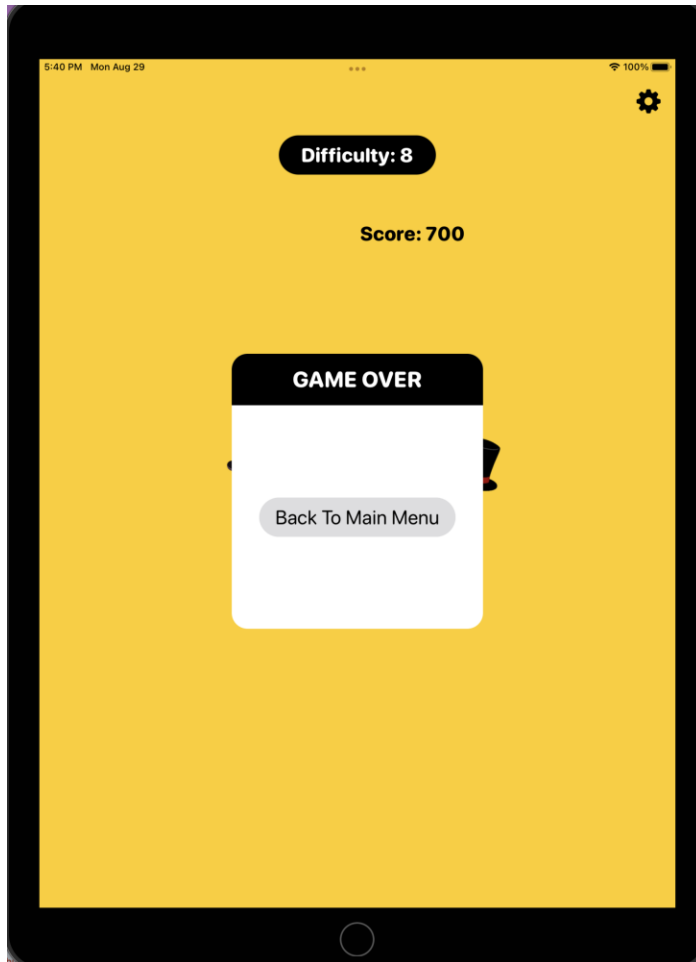 5:40 PM Mon Aug 29
100%
Difficulty: 8
Score: 700
GAME OVER
Back To Main Menu